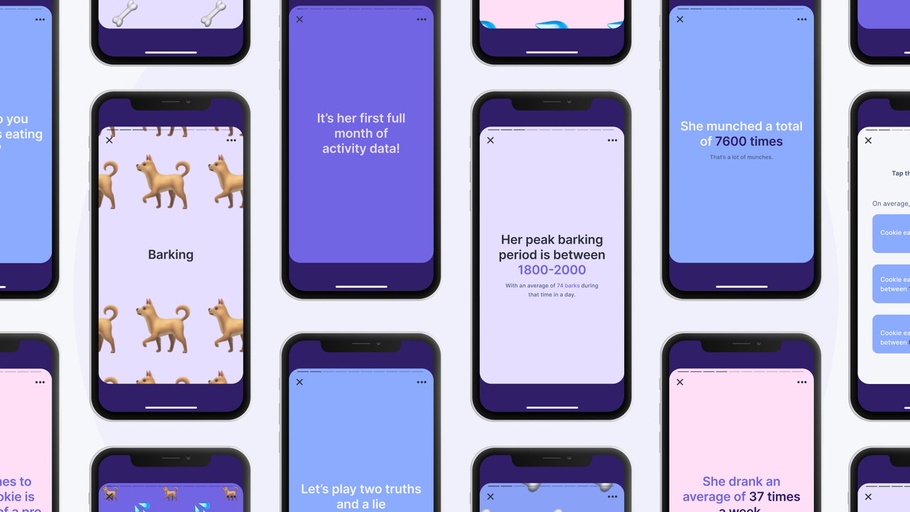 o you
s eating
?
nes to
okie is
of a pro
Barking
It's her first full
month of
activity data!
Let's play two truths
and a lie
Her peak barking
period is between
1800-2000
With an average of 74 barks during
that time in a day.
She munched a total
of 7600 times
That's a lot of munches.
She drank an
average of 37 times
a week
Tap th
On average,
Cookie ea
Cookie ea
between
Cookie ea
between